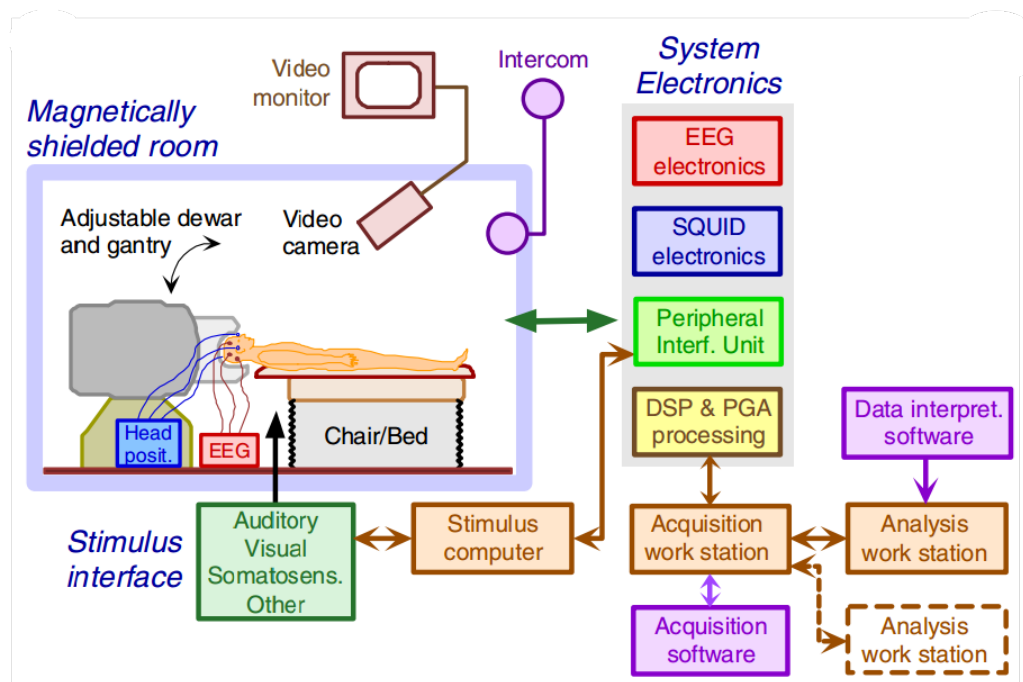 Video
monitor
Intercom
System
Electronics
Magnetically
shielded room
EEG
electronics
Adjustable dewar
and gantry
Video
camera
SQUID
electronics
Peripheral
Interf. Unit
DSP & PGA
processing
Data interpret.
software
Head
posit.
EEG
Chair/Bed
Stimulus
interface
Auditory
Visual
Somatosens.
Other
Stimulus
computer
Acquisition
work station
Analysis
work station
Acquisition
software
Analysis
work station